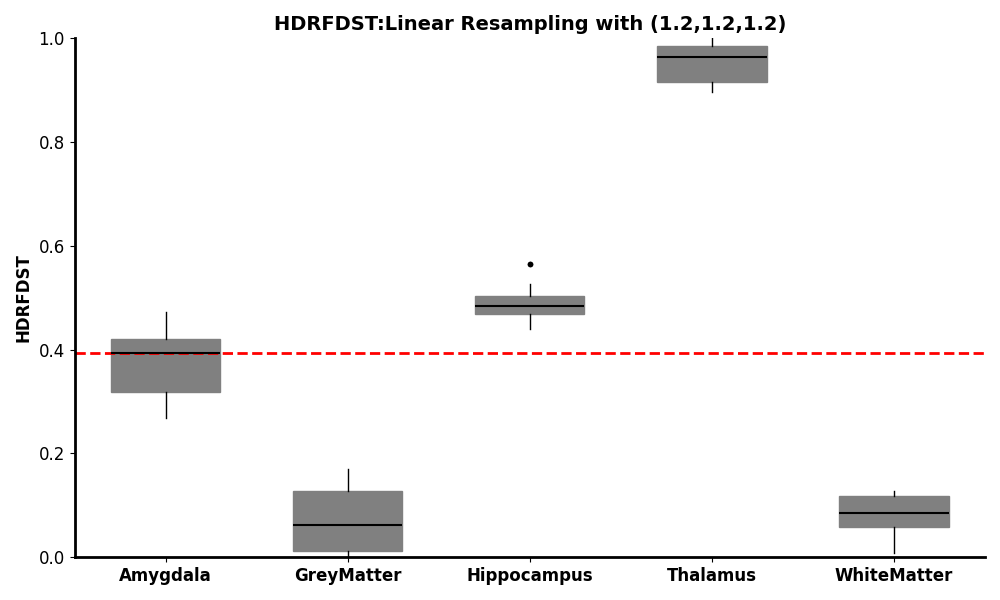 HDRFDST:Linear Resampling with (1.2,1.2,1.2)
HDRFDST
1.0
0.8
0.6
0.4
0.2
0.0
Amygdala
GreyMatter
Hippocampus
Thalamus
WhiteMatter